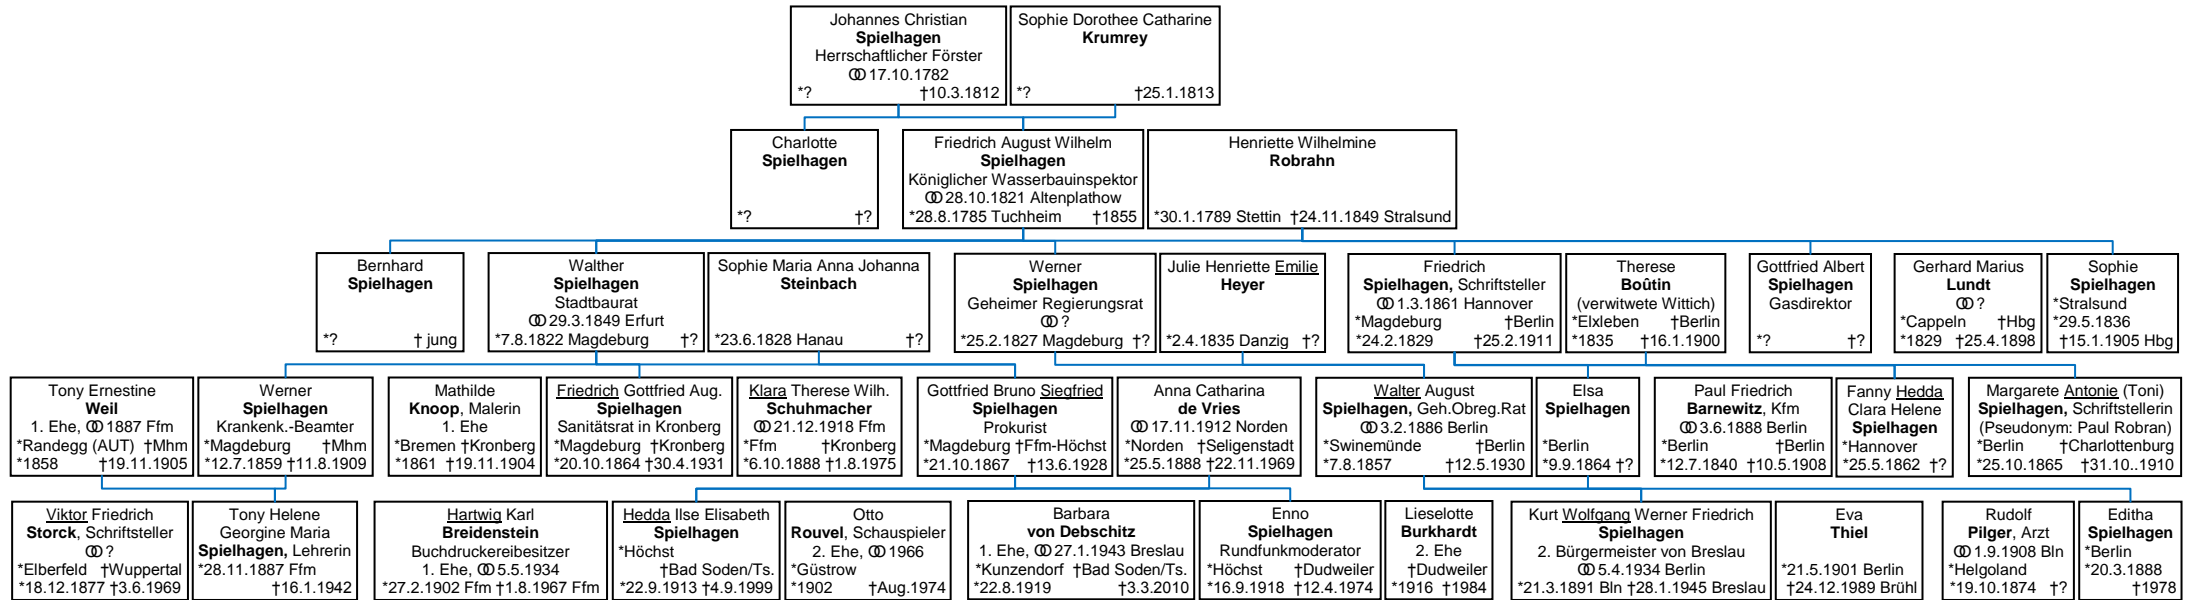 Johannes Christian
Spielhagen
Herrschaftlicher Förster
⚭ 17.10.1782
*? †10.3.1812
Sophie Dorothee Catharine
Krumrey
*? †25.1.1813
Charlotte
Spielhagen
*? †?
Friedrich August Wilhelm
Spielhagen
Königlicher Wasserbauinspektor
⚭ 28.10.1821 Altenplathow
*28.8.1785 Tuchheim †1855
Henriette Wilhelmine
Robrahn
*30.1.1789 Stettin †24.11.1849 Stralsund
Bernhard
Spielhagen
*? † jung
Walther
Spielhagen
Stadtbaurat
⚭ 29.3.1849 Erfurt
*7.8.1822 Magdeburg †?
Sophie Maria Anna Johanna
Steinbach
*23.6.1828 Hanau †?
Werner
Spielhagen
Geheimer Regierungsrat
⚭ ?
*25.2.1827 Magdeburg †?
Julie Henriette Emilie
Heyer
*2.4.1835 Danzig †?
Friedrich
Spielhagen, Schriftsteller
⚭ 1.3.1861 Hannover
*Magdeburg †Berlin
*24.2.1829 †25.2.1911
Therese
Boûtin
(verwitwete Wittich)
*Elxleben †Berlin
*1835 †16.1.1900
Gottfried Albert
Spielhagen
Gasdirektor
*? †?
Gerhard Marius
Lundt
⚭ ?
*Cappeln †Hbg
*1829 †25.4.1898
Sophie
Spielhagen
*Stralsund
*29.5.1836
†15.1.1905 Hbg
Tony Ernestine
Weil
1. Ehe, ⚭ 1887 Ffm
*Randegg (AUT) †Mhm
*1858 †19.11.1905
Werner
Spielhagen
Krankenk.-Beamter
*Magdeburg †Mhm
*12.7.1859 †11.8.1909
Mathilde
Knoop, Malerin
1. Ehe
*Bremen †Kronberg
*1861 †19.11.1904
Friedrich Gottfried Aug.
Spielhagen
Sanitätsrat in Kronberg
*Magdeburg †Kronberg
*20.10.1864 †30.4.1931
Klara Therese Wilh.
Schuhmacher
⚭ 21.12.1918 Ffm
*Ffm †Kronberg
*6.10.1888 †1.8.1975
Gottfried Bruno Siegfried
Spielhagen
Prokurist
*Magdeburg †Ffm-Höchst
*21.10.1867 †13.6.1928
Anna Catharina
de Vries
⚭ 17.11.1912 Norden
*Norden †Seligenstadt
*25.5.1888 †22.11.1969
Walter August
Spielhagen, Geh.Obreg.Rat
⚭ 3.2.1886 Berlin
*Swinemünde †Berlin
*7.8.1857 †12.5.1930
Elsa
Spielhagen
*Berlin
*9.9.1864 †?
Paul Friedrich
Barnewitz, Kfm
⚭ 3.6.1888 Berlin
*Berlin †Berlin
*12.7.1840 †10.5.1908
Fanny Hedda
Clara Helene
Spielhagen
*Hannover
*25.5.1862 †?
Margarete Antonie (Toni)
Spielhagen, Schriftstellerin
(Pseudonym: Paul Robran)
*Berlin †Charlottenburg
*25.10.1865 †31.10..1910
Viktor Friedrich
Storck, Schriftsteller
⚭ ?
*Elberfeld †Wuppertal
*18.12.1877 †3.6.1969
Tony Helene
Georgine Maria
Spielhagen, Lehrerin
*28.11.1887 Ffm
†16.1.1942
Hartwig Karl
Breidenstein
Buchdruckereibesitzer
1. Ehe, ⚭ 5.5.1934
*27.2.1902 Ffm †1.8.1967 Ffm
Hedda Ilse Elisabeth
Spielhagen
*Höchst
†Bad Soden/Ts.
*22.9.1913 †4.9.1999
Otto
Rouvel, Schauspieler
2. Ehe, ⚭ 1966
*Güstrow
*1902 †Aug.1974
Barbara
von Debschitz
1. Ehe, ⚭ 27.1.1943 Breslau
*Kunzendorf †Bad Soden/Ts.
*22.8.1919 †3.3.2010
Enno
Spielhagen
Rundfunkmoderator
*Höchst †Dudweiler
*16.9.1918 †12.4.1974
Lieselotte
Burkhardt
2. Ehe
†Dudweiler
*1916 †1984
Kurt Wolfgang Werner Friedrich
Spielhagen
2. Bürgermeister von Breslau
⚭ 5.4.1934 Berlin
*21.3.1891 Bln †28.1.1945 Breslau
Eva
Thiel
*21.5.1901 Berlin
†24.12.1989 Brühl
Rudolf
Pilger, Arzt
⚭ 1.9.1908 Bln
*Helgoland
*19.10.1874 †?
Editha
Spielhagen
*Berlin
*20.3.1888
†1978